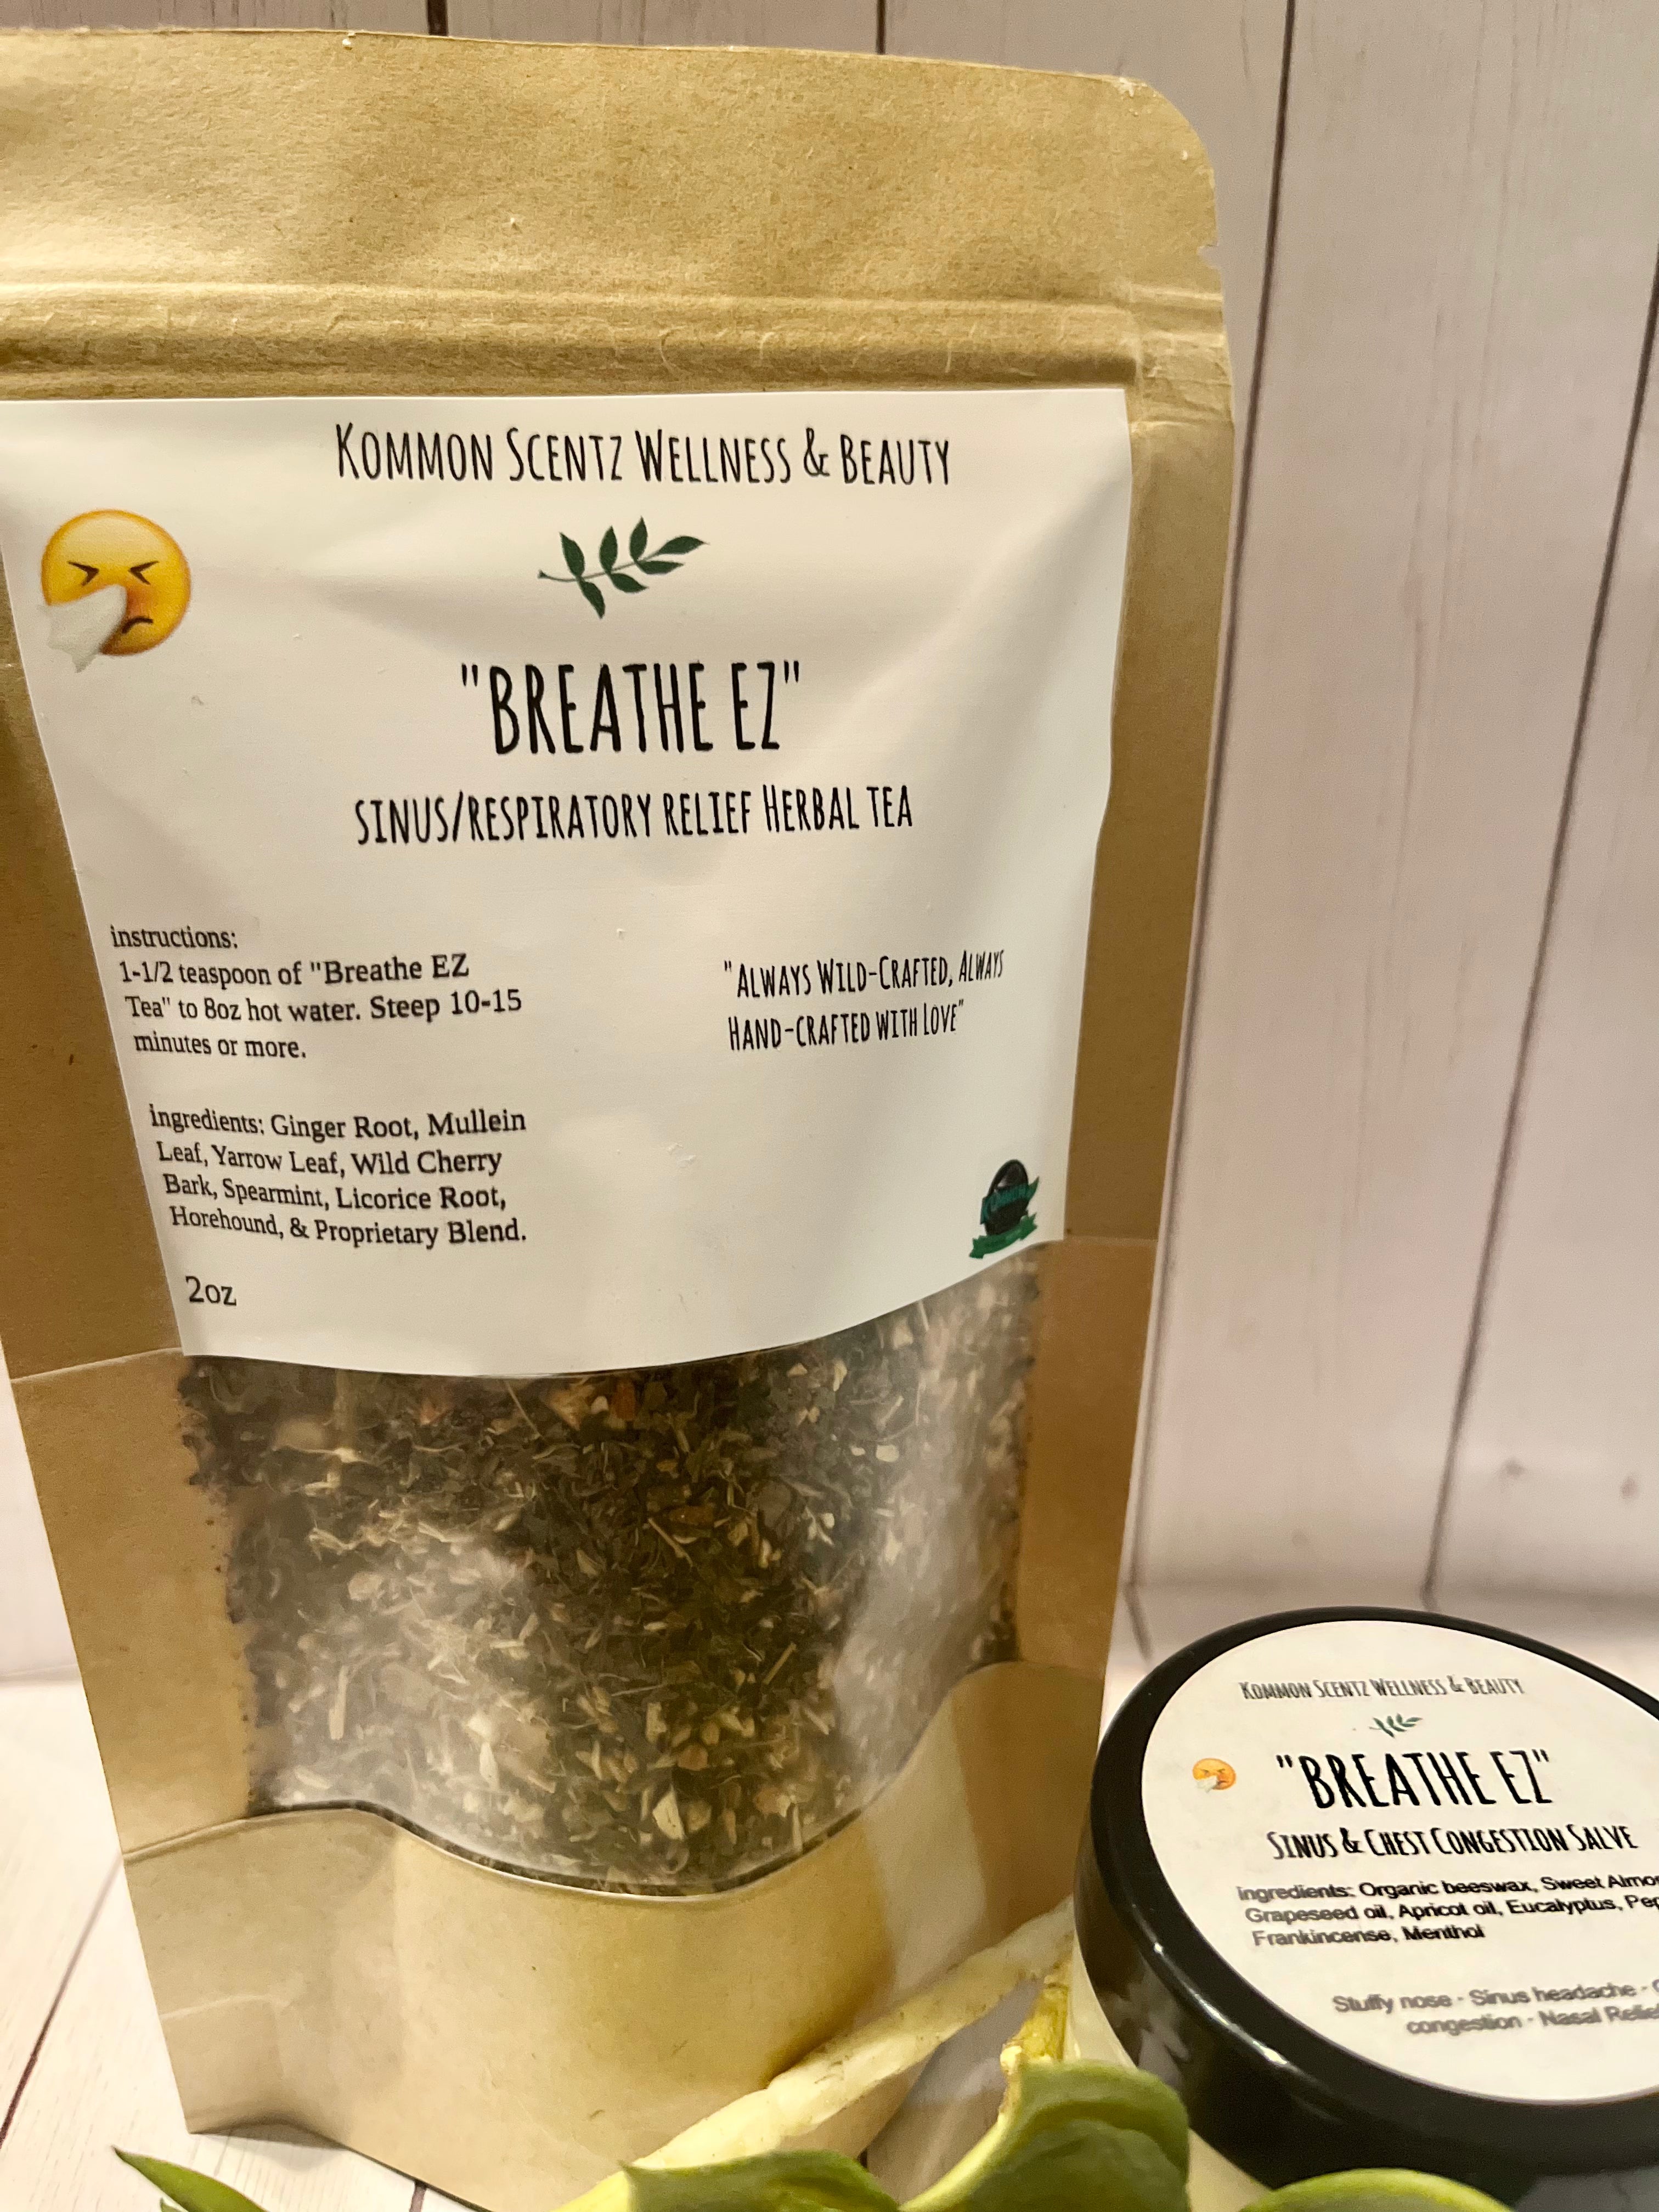 KOMMON SCENTZ WELLNESS & BEAUTY
"BREATHE EZ"
SINUS/RESPIRATORY RELIEF HERBAL TEA
instructions:
1-1/2 teaspoon of "Breathe EZ
Tea" to 8oz hot water. Steep 10-15
minutes or more.
"ALWAYS WILD-CRAFTED, ALWAYS
HAND-CRAFTED WITH LOVE"
ingredients: Ginger Root, Mullein
Leaf, Yarrow Leaf, Wild Cherry
Bark, Spearmint, Licorice Root,
Horehound, & Proprietary Blend.
2oz
KOMMON SCENTZ WELLNESS & BEAUTY
"BREATHE EZ"
SINUS & CHEST CONGESTION SALVE
ingredients: Organic beeswax, Sweet
Grapeseed oil, Apricot oil, Eucalyptus,
Frankincense, Menthol
Stuffy nose - Sinus headache -
congestion - Nasal